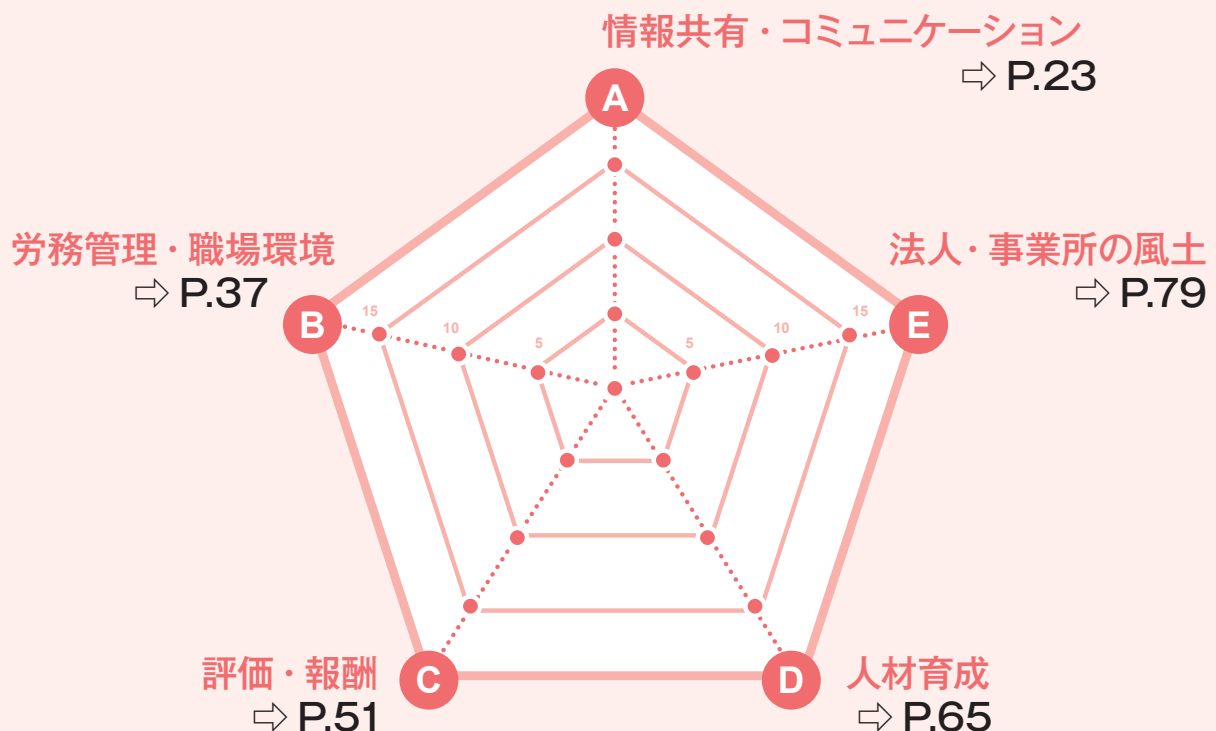 情報共有・コミュニケーション
⇨ P.23
A
労務管理・職場環境
⇨ P.37
B
15
10
5
法人・事業所の風土
⇨ P.79
5
10
15
E
評価・報酬
⇨ P.51
C
D
人材育成
⇨ P.65